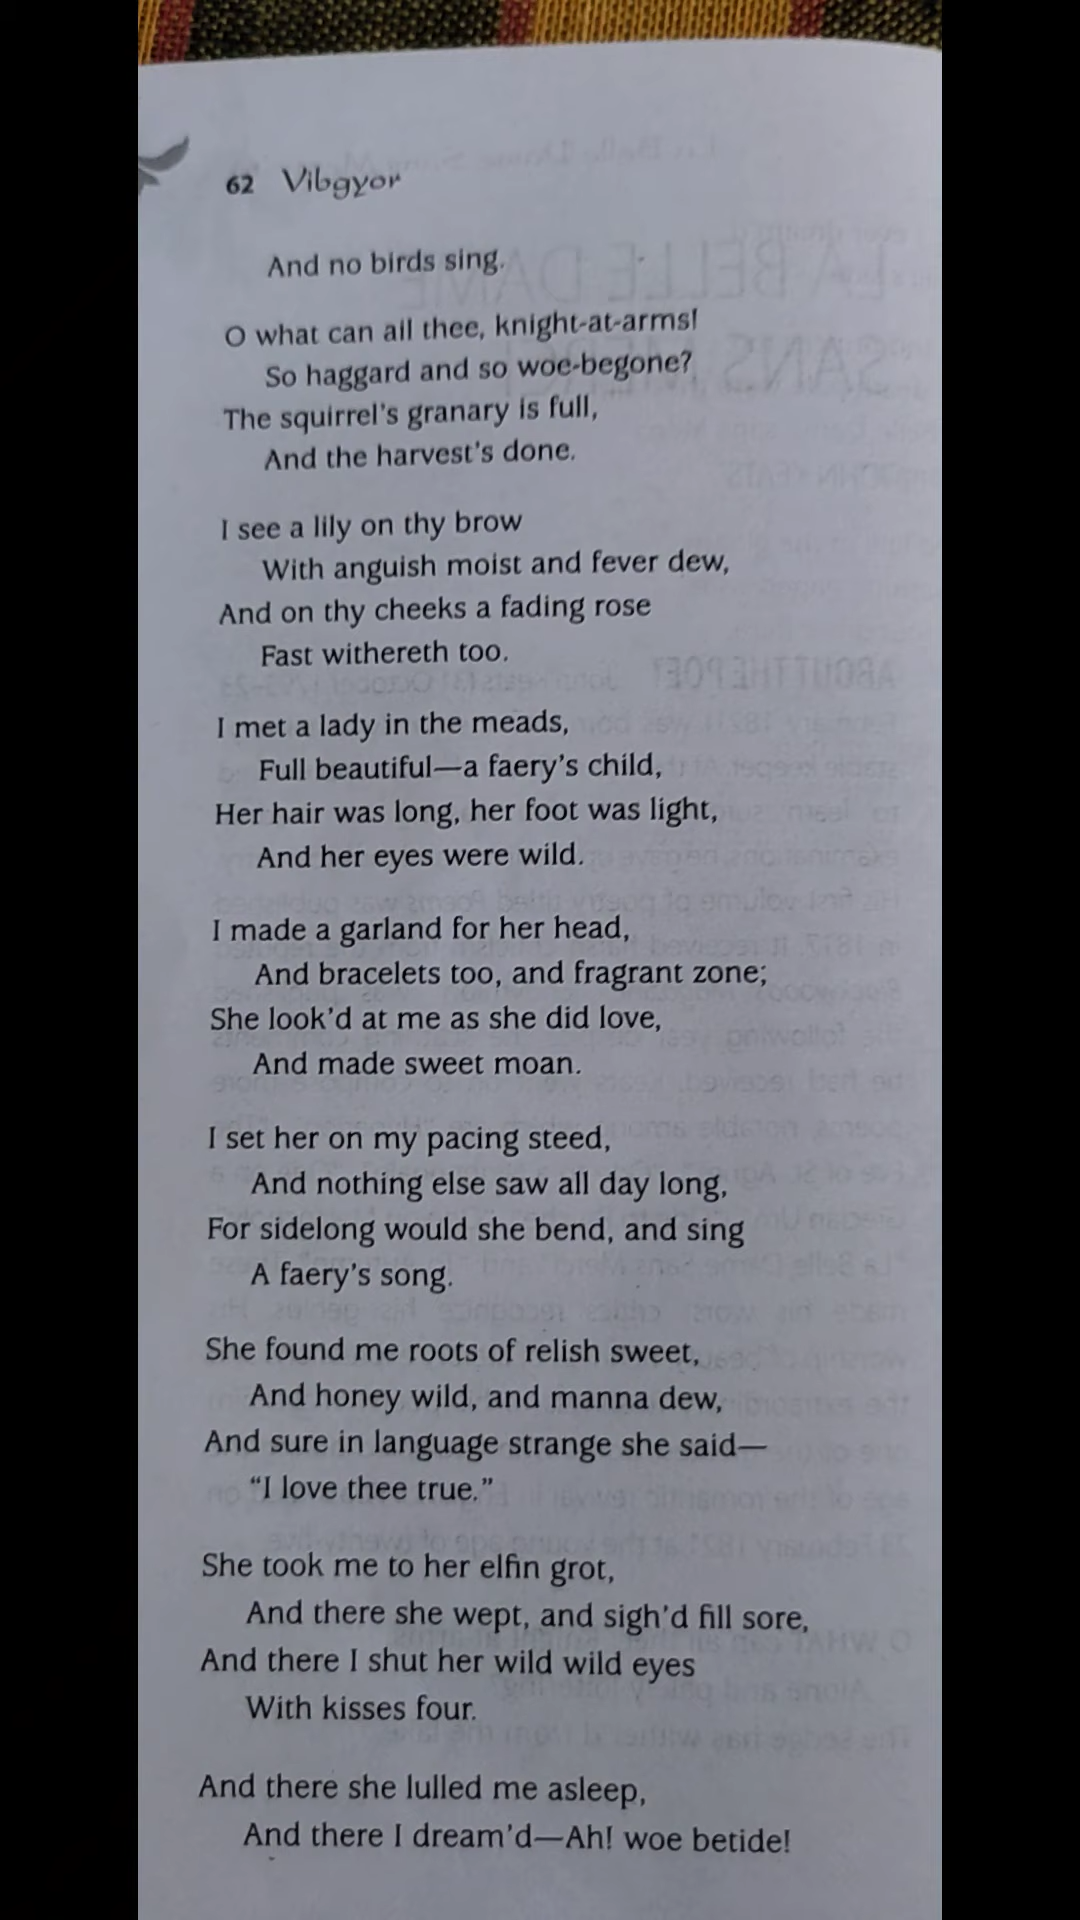 62 Vibgyor
And no birds sing.
O what can ail thee, knight-at-arms!
So haggard and so woe-begone?
The squirrel's granary is full,
And the harvest's done.
I see a lily on thy brow
With anguish moist and fever dew,
And on thy cheeks a fading rose
Fast withereth too.
I met a lady in the meads,
Full beautiful—a faery's child,
Her hair was long, her foot was light,
And her eyes were wild.
I made a garland for her head,
And bracelets too, and fragrant zone;
She look'd at me as she did love,
And made sweet moan.
I set her on my pacing steed,
And nothing else saw all day long,
For sidelong would she bend, and sing
A faery's song.
She found me roots of relish sweet,
And honey wild, and manna dew,
And sure in language strange she said—
“I love thee true.”
She took me to her elfin grot,
And there she wept, and sigh'd fill sore,
And there I shut her wild wild eyes
With kisses four.
And there she lulled me asleep,
And there I dream'd—Ah! woe betide!